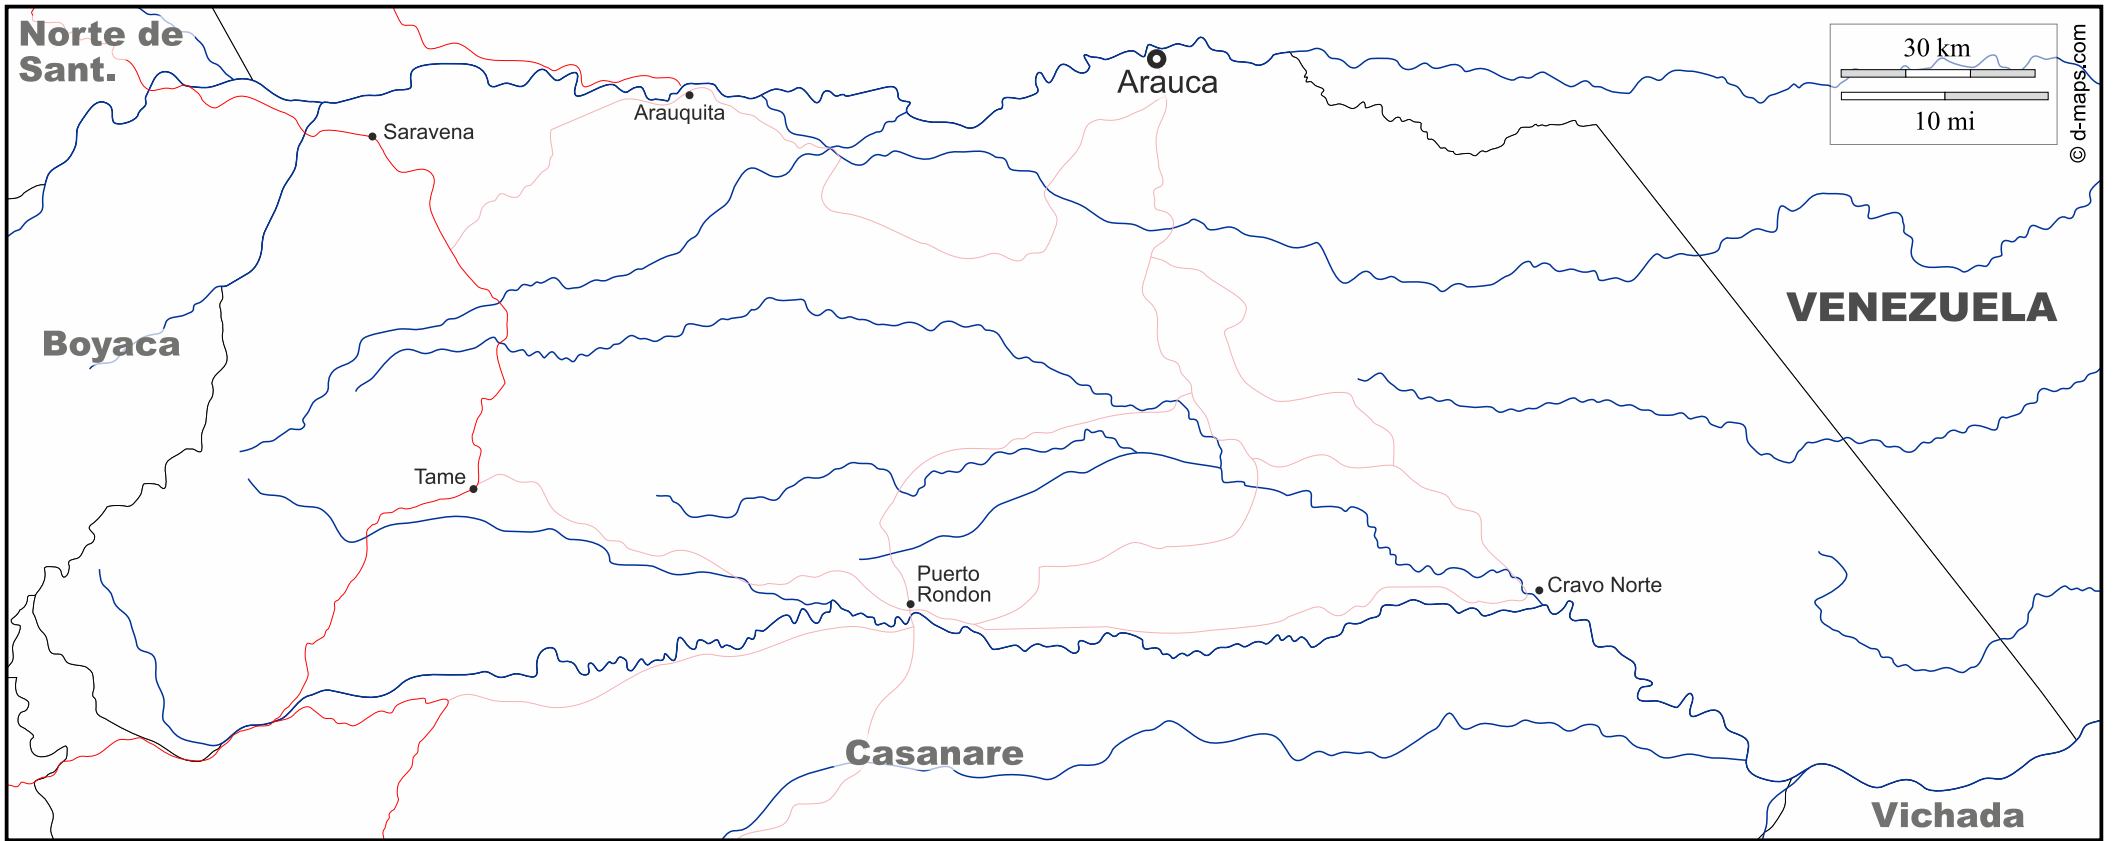 Norte de
Sant.
30 km
10 mi
© d-maps.com
Arauca
Arauquita
Saravena
VENEZUELA
Boyaca
Tame
Puerto
Rondon
Cravo Norte
Casanare
Vichada